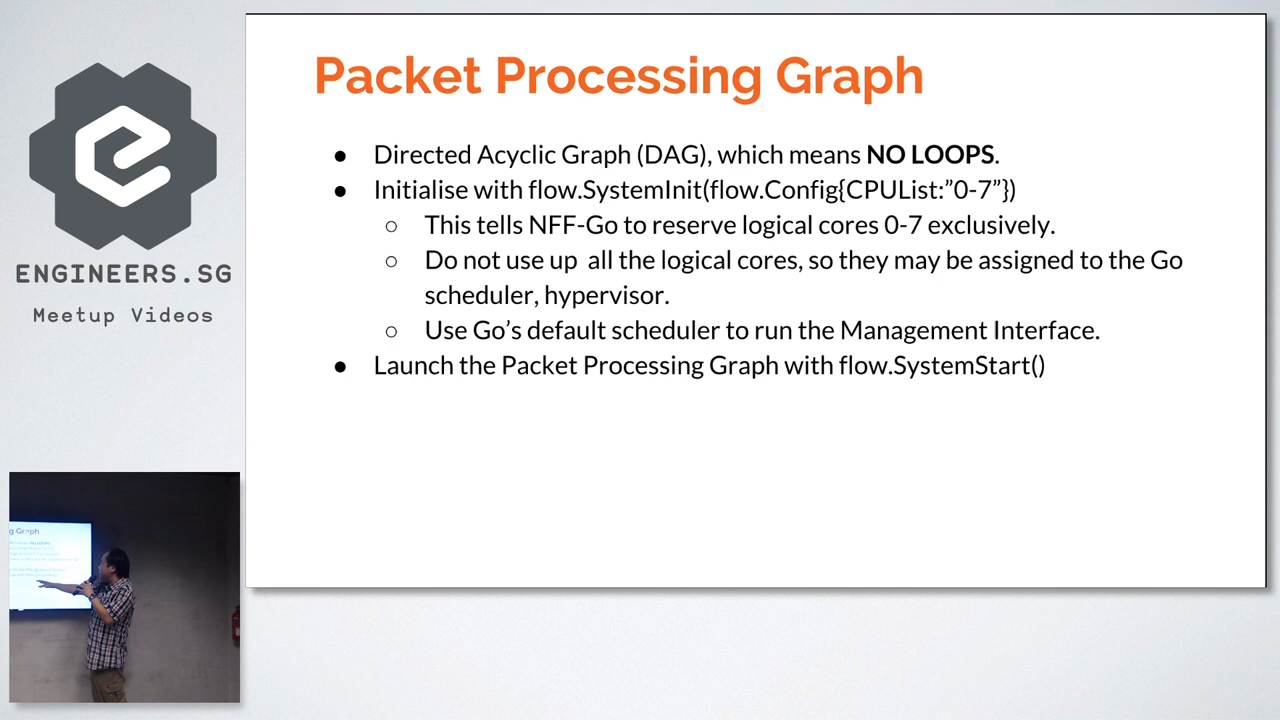 Packet Processing Graph
● Directed Acyclic Graph (DAG), which means NO LOOPS.
● Initialise with flow.SystemInit(flow.Config{CPUList:”0-7”})
○ This tells NFF-Go to reserve logical cores 0-7 exclusively.
○ Do not use up  all the logical cores, so they may be assigned to the Go
scheduler, hypervisor.
○ Use Go’s default scheduler to run the Management Interface.
● Launch the Packet Processing Graph with flow.SystemStart()
ENGINEERS.SG
Meetup Videos
g Graph
NO LOOPS